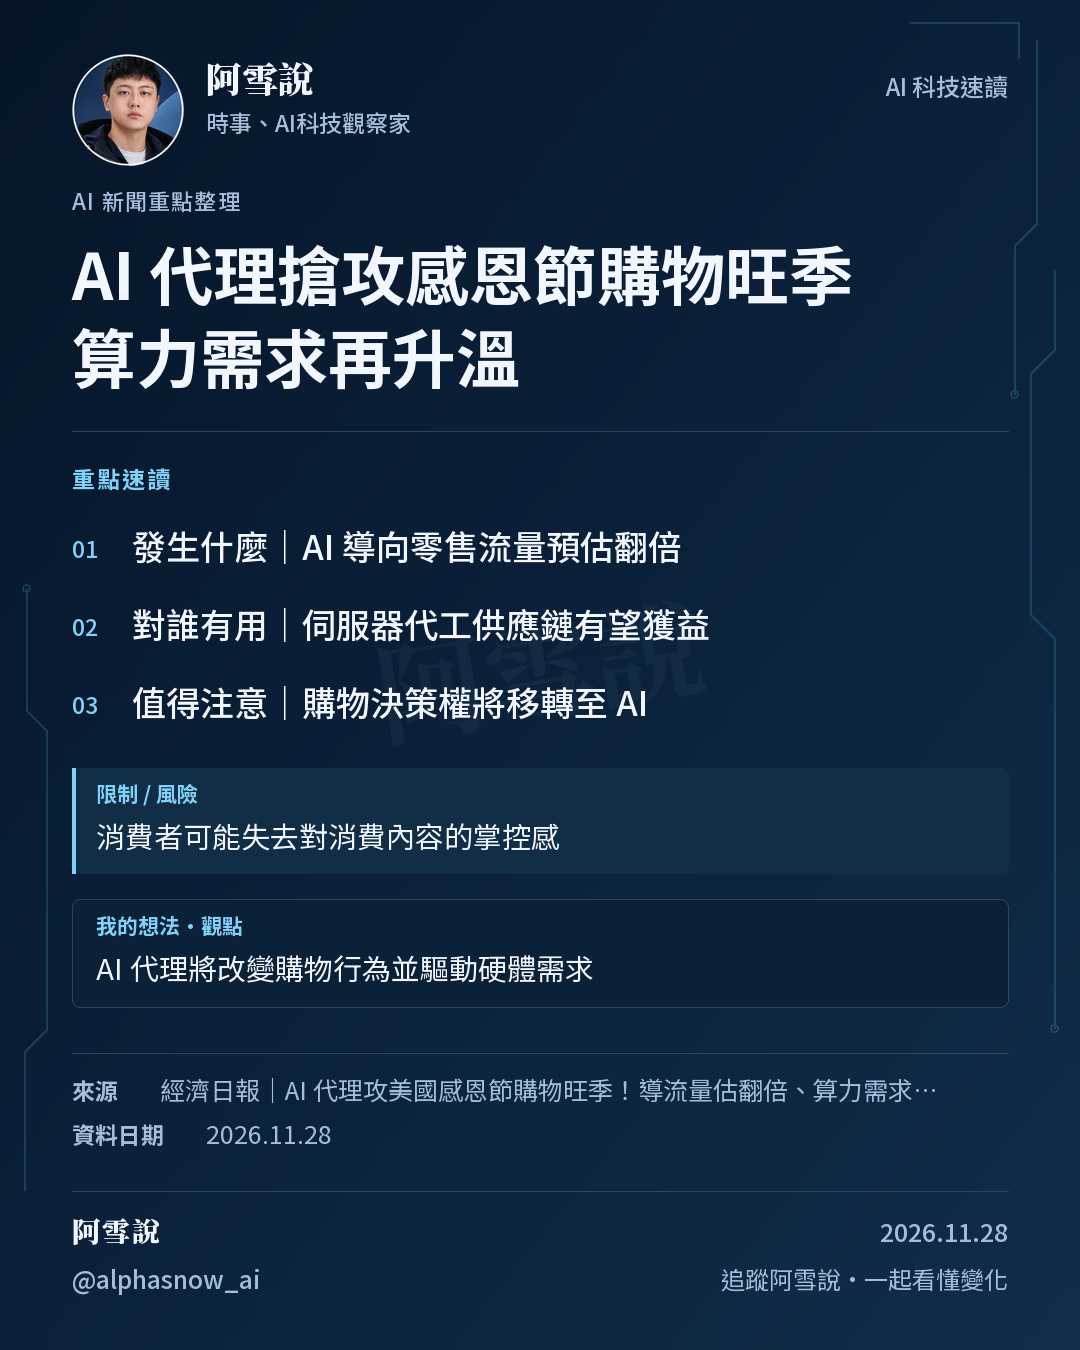 阿雪說
時事、AI科技觀察家
AI 科技速讀
AI 新聞重點整理
AI 代理搶攻感恩節購物旺季
算力需求再升溫
重點速讀
01 發生什麼｜AI 導向零售流量預估翻倍
02 對誰有用｜伺服器代工供應鏈有望獲益
03 值得注意｜購物決策權將移轉至 AI
阿雪說
限制 / 風險
消費者可能失去對消費內容的掌控感
我的想法・觀點
AI 代理將改變購物行為並驅動硬體需求
來源 經濟日報｜AI 代理攻美國感恩節購物旺季！導流量估翻倍、算力需求…
資料日期 2026.11.28
阿雪說
2026.11.28
@alphasnow_ai
追蹤阿雪說・一起看懂變化